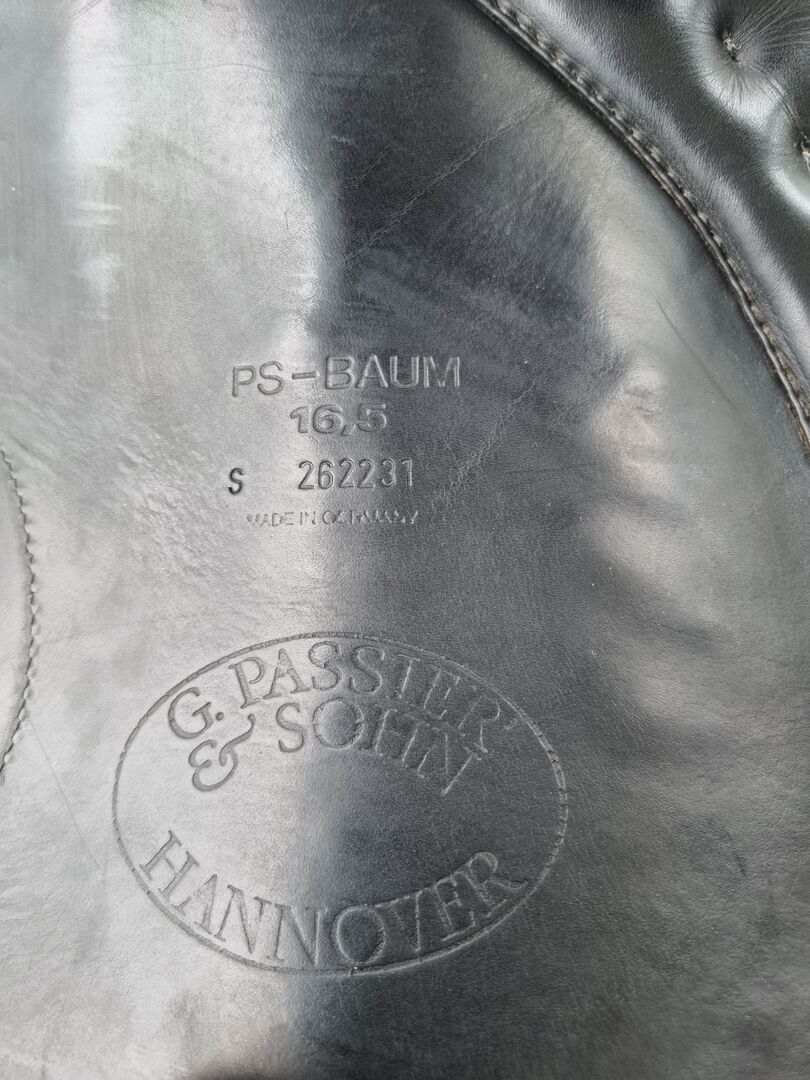 PS-BAUM
16,5
S 262231
MADE IN GERMANY
G. PASSIER
& SOHN
HANNOVER